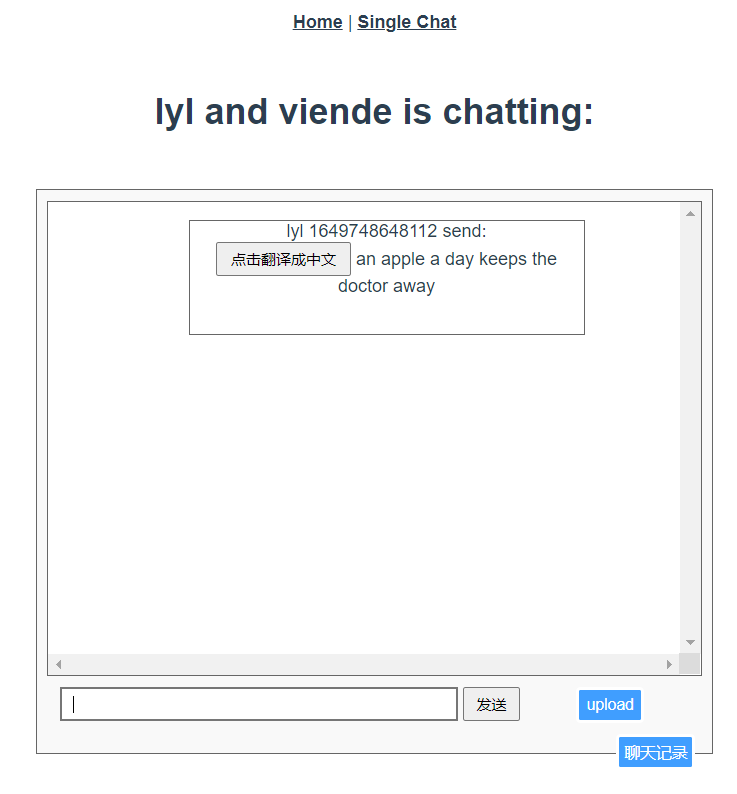 Home | Single Chat
lyl and viende is chatting:
lyl 1649748648112 send:
点击翻译成中文 an apple a day keeps the
doctor away
发送 upload
聊天记录